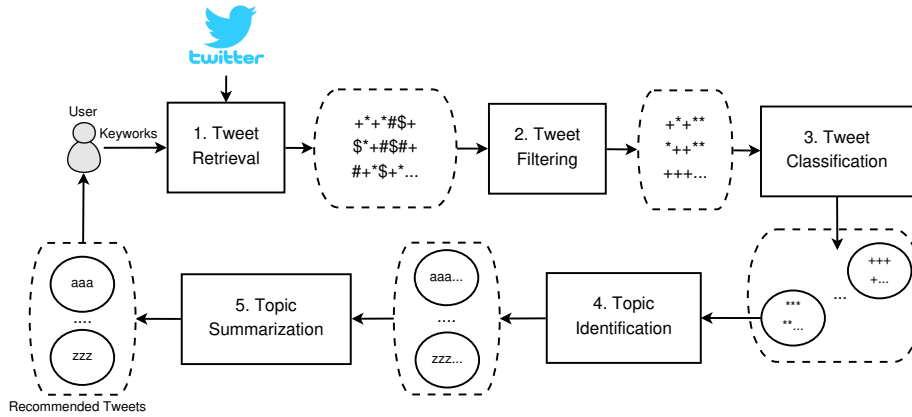 twitter
User
Keyworks
1. Tweet
Retrieval
+*+*#$+
$*+#$#+
#+*$+*...
2. Tweet
Filtering
+*+**
*++**
+++...
3. Tweet
Classification
+++
+...
...
***
**...
4. Topic
Identification
aaa...
....
zzz...
5. Topic
Summarization
aaa
....
zzz
Recommended Tweets